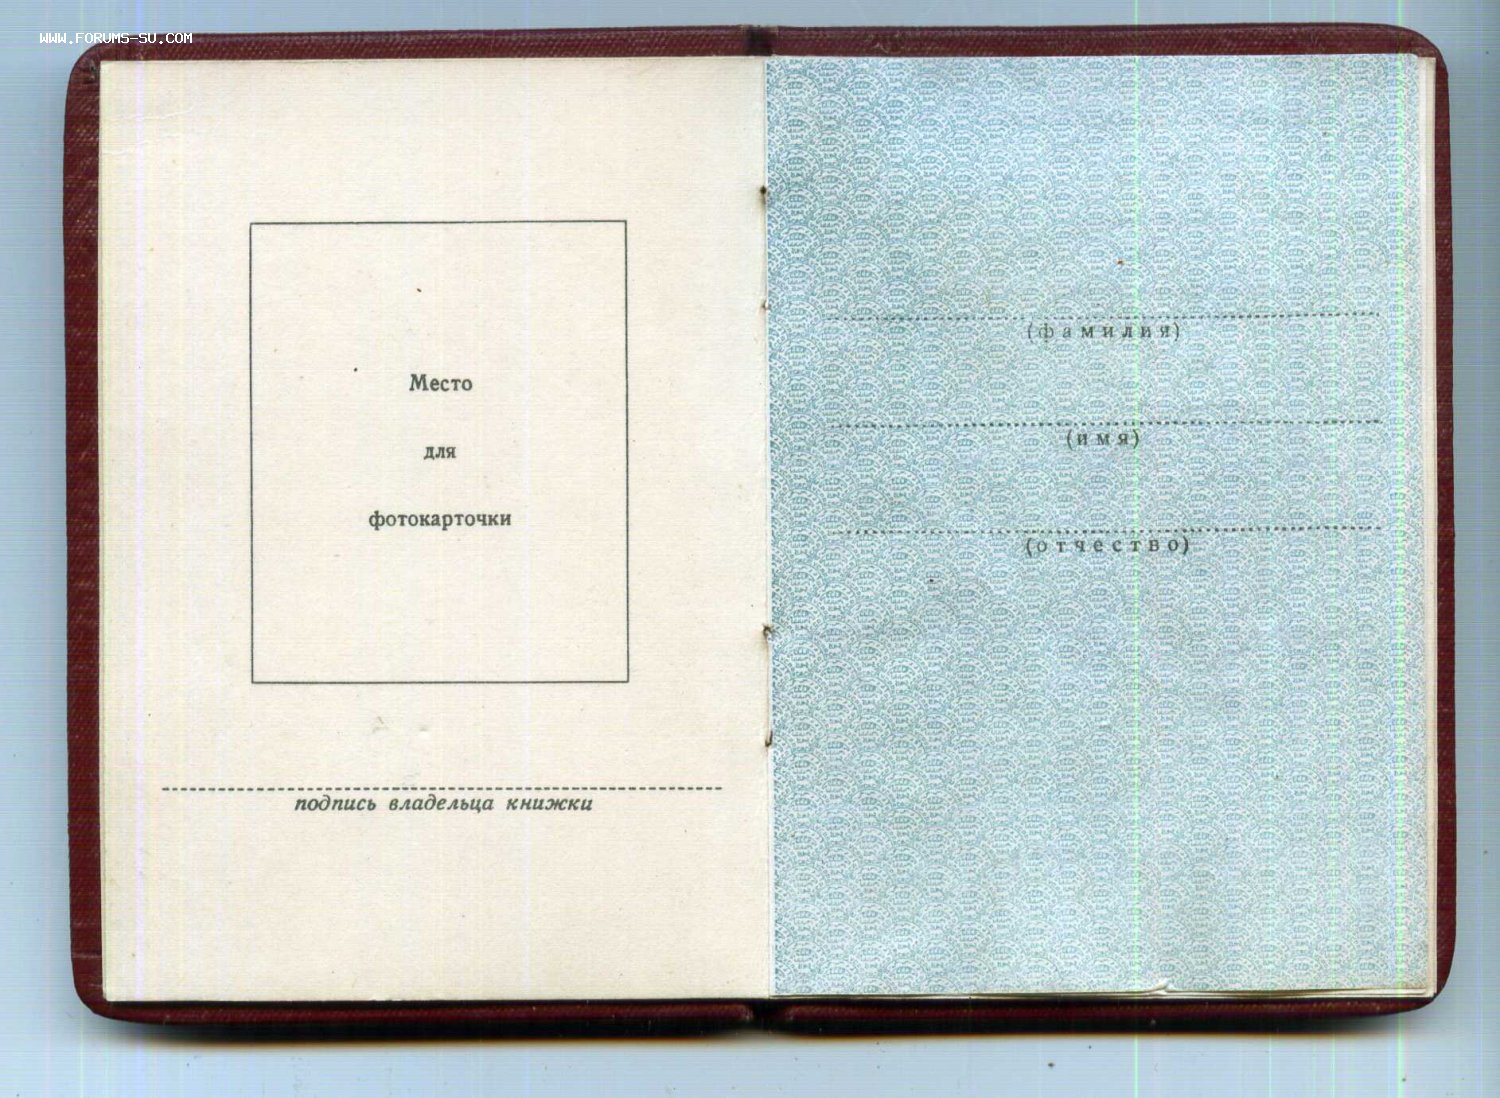 WWW.FORUMS-SU.COM
Место
для
фотокарточки
подпись владельца книжки
(фамилия)
(имя)
(отчество)